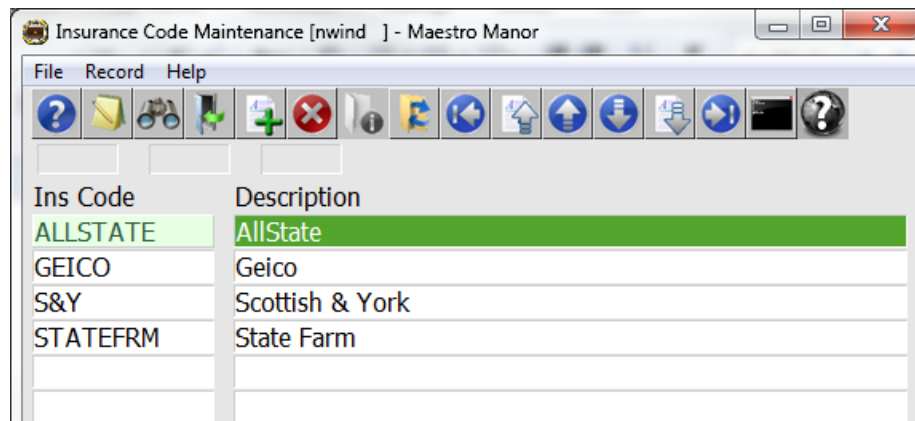 Insurance Code Maintenance [nwind   ] - Maestro Manor
File Record Help
Ins Code Description
ALLSTATE AllState
GEICO Geico
S&Y Scottish & York
STATEFRM State Farm